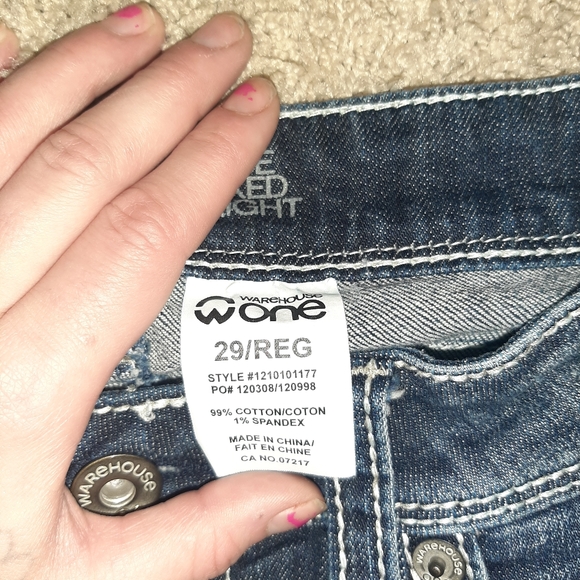 WAREHOUSE
one
29/REG
STYLE #1210101177
PO# 120308/120998
99% COTTON/COTON
1% SPANDEX
MADE IN CHINA/
FAIT EN CHINE
CA NO.07217
WAREHOUSE
WAREHOUSE